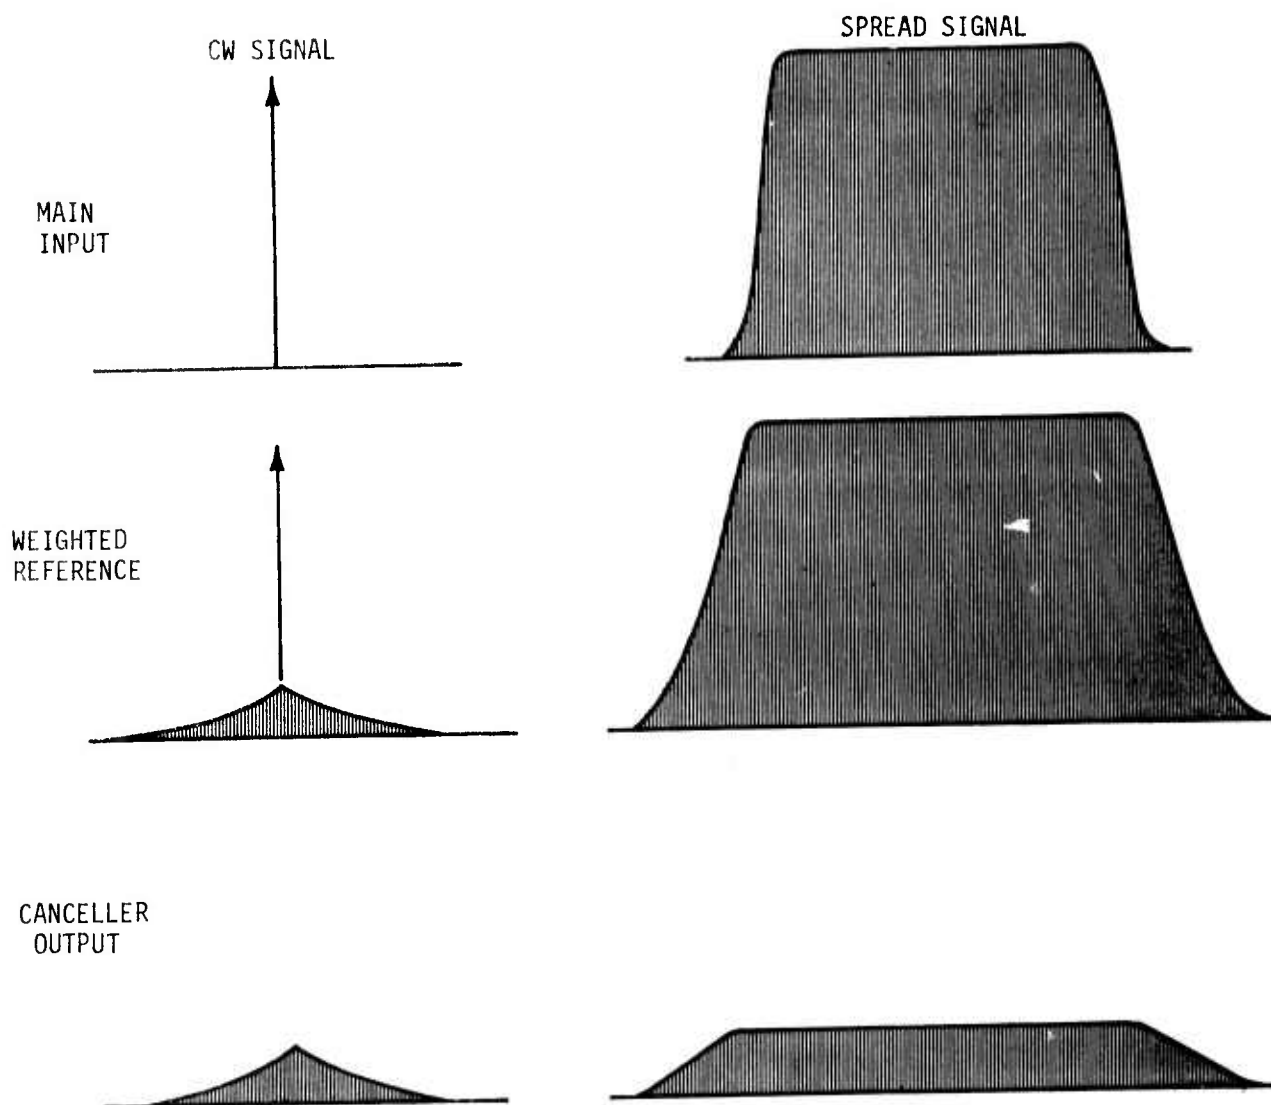 CW SIGNAL
SPREAD SIGNAL
MAIN
INPUT
WEIGHTED
REFERENCE
CANCELLER
OUTPUT